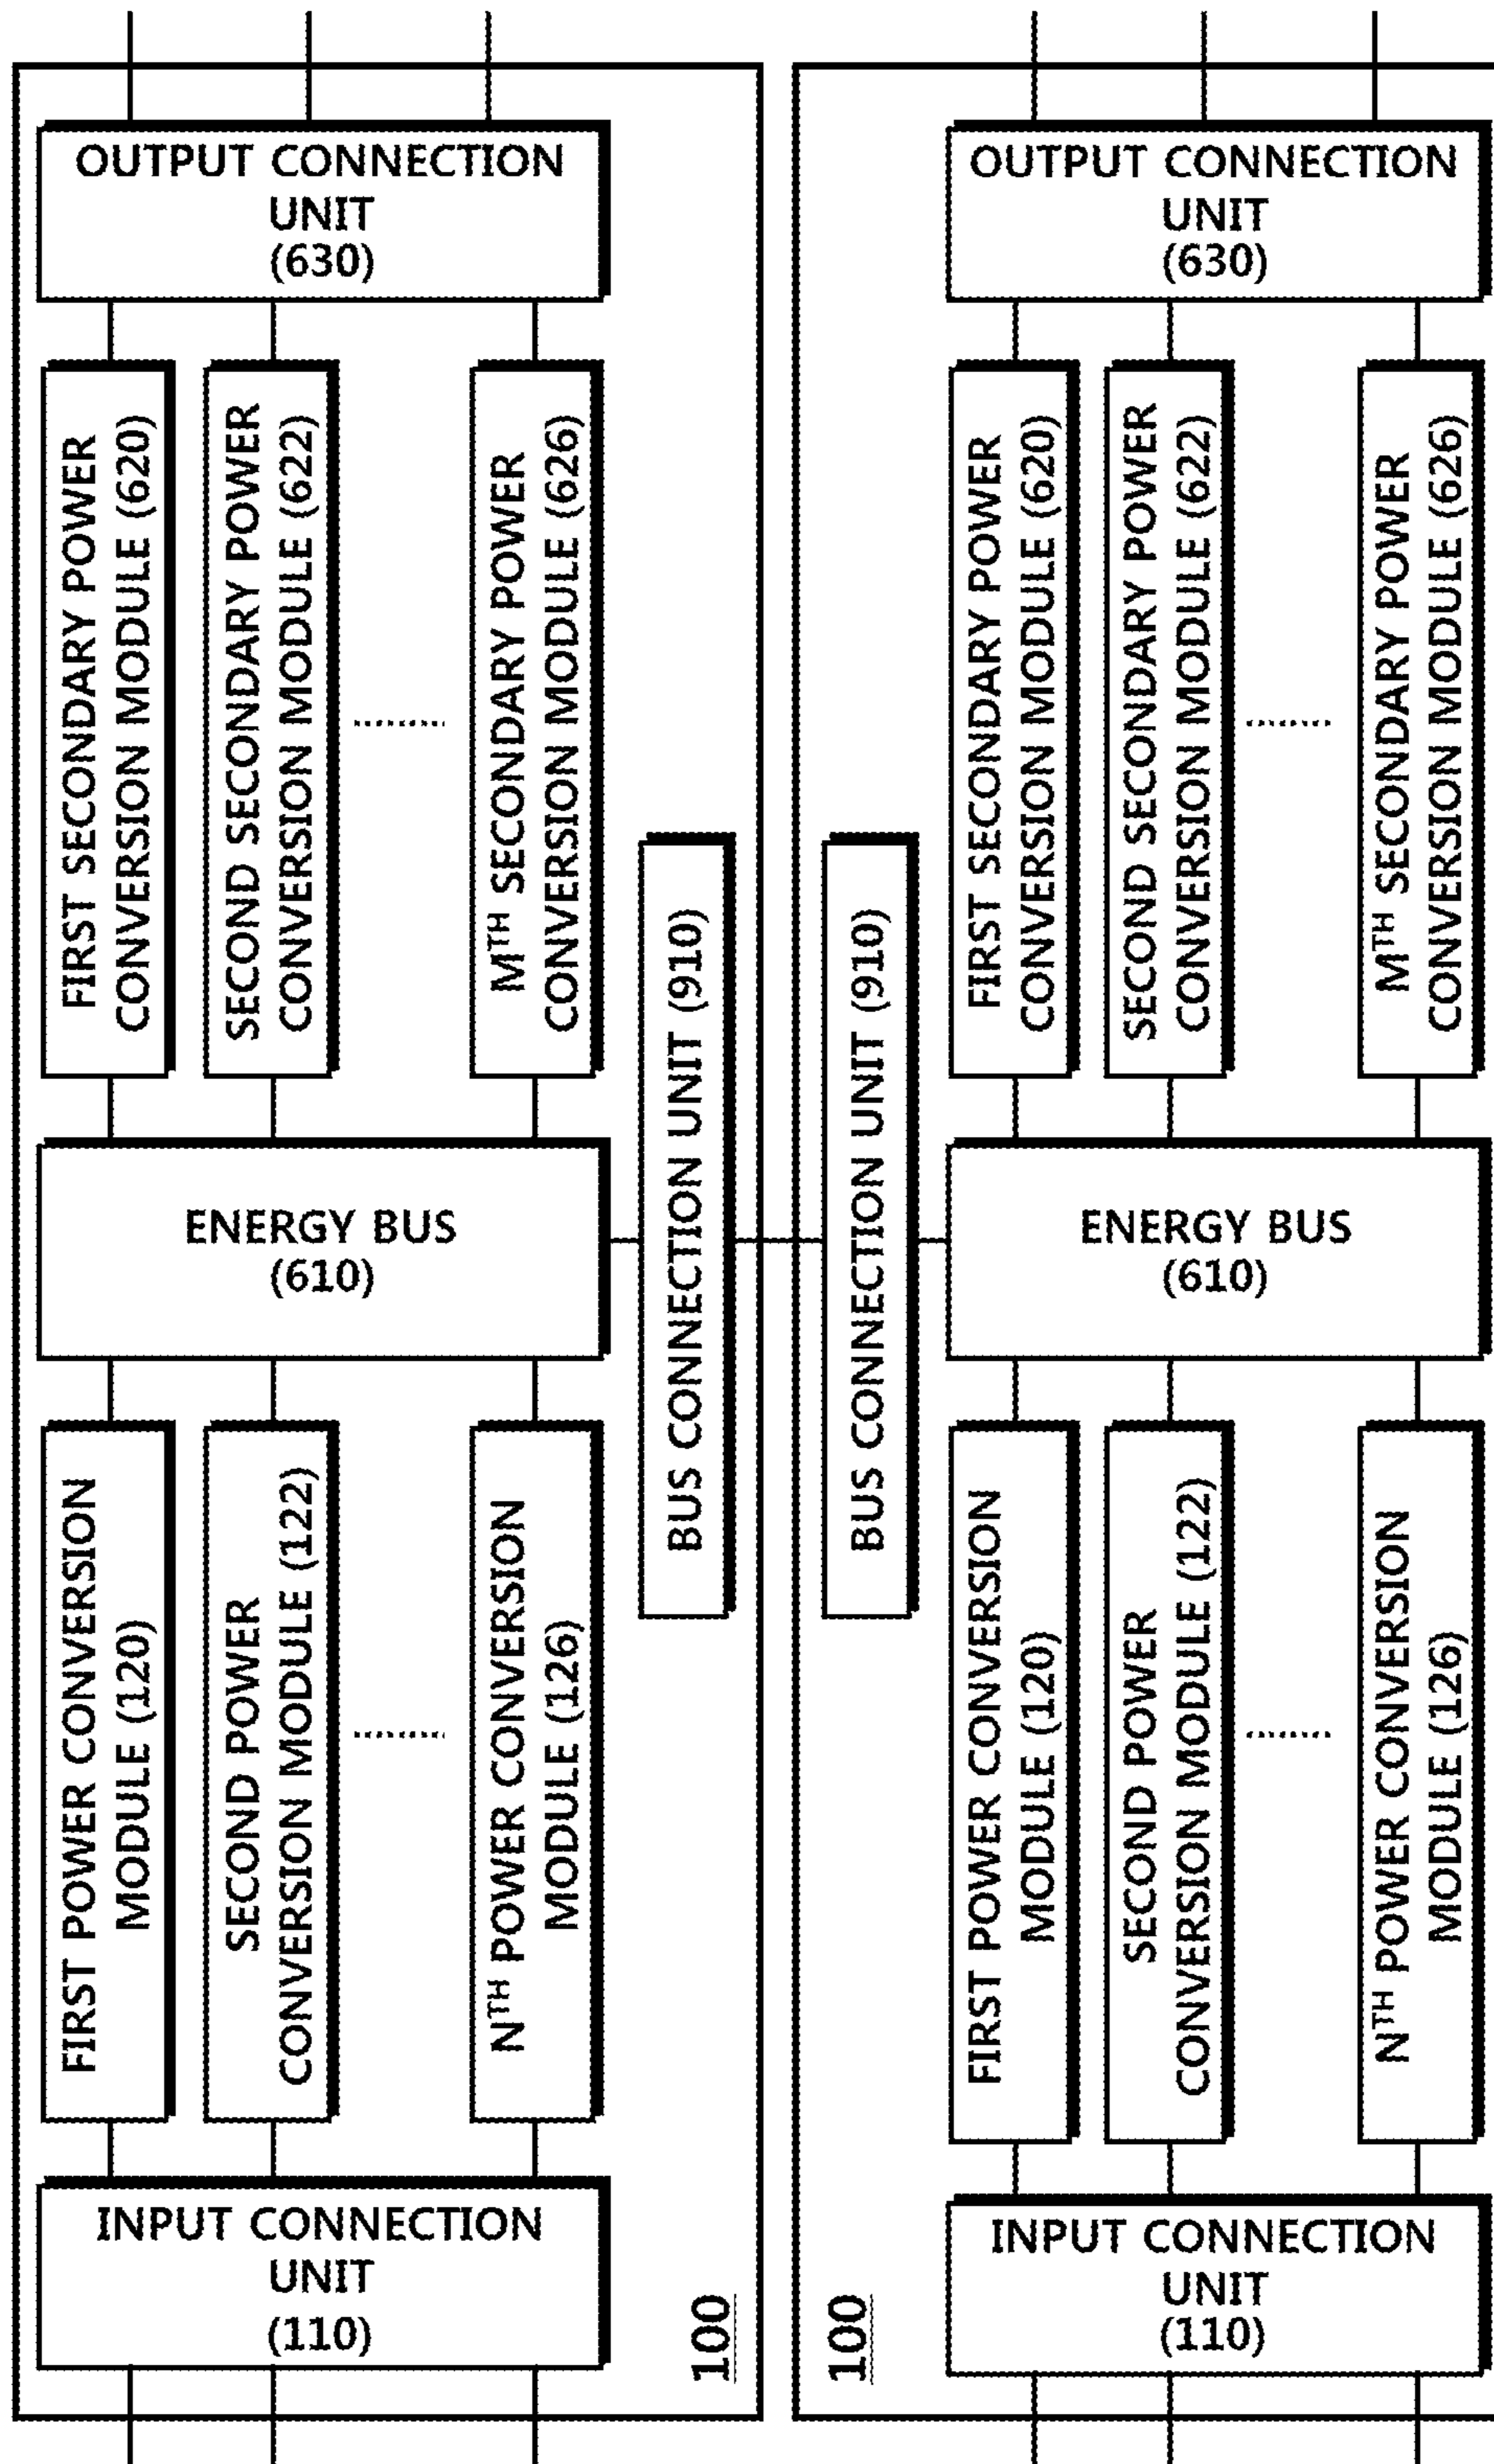 OUTPUT CONNECTION
UNIT
(630)
FIRST SECONDARY POWER
CONVERSION MODULE (620)
SECOND SECONDARY POWER
CONVERSION MODULE (622)
MTH SECONDARY POWER
CONVERSION MODULE (626)
ENERGY BUS
(610)
BUS CONNECTION UNIT (910)
FIRST POWER CONVERSION
MODULE (120)
SECOND POWER
CONVERSION MODULE (122)
NTH POWER CONVERSION
MODULE (126)
INPUT CONNECTION
UNIT
(110)
100
OUTPUT CONNECTION
UNIT
(630)
FIRST SECONDARY POWER
CONVERSION MODULE (620)
SECOND SECONDARY POWER
CONVERSION MODULE (622)
MTH SECONDARY POWER
CONVERSION MODULE (626)
BUS CONNECTION UNIT (910)
ENERGY BUS
(610)
FIRST POWER CONVERSION
MODULE (120)
SECOND POWER
CONVERSION MODULE (122)
NTH POWER CONVERSION
MODULE (126)
INPUT CONNECTION
UNIT
(110)
100